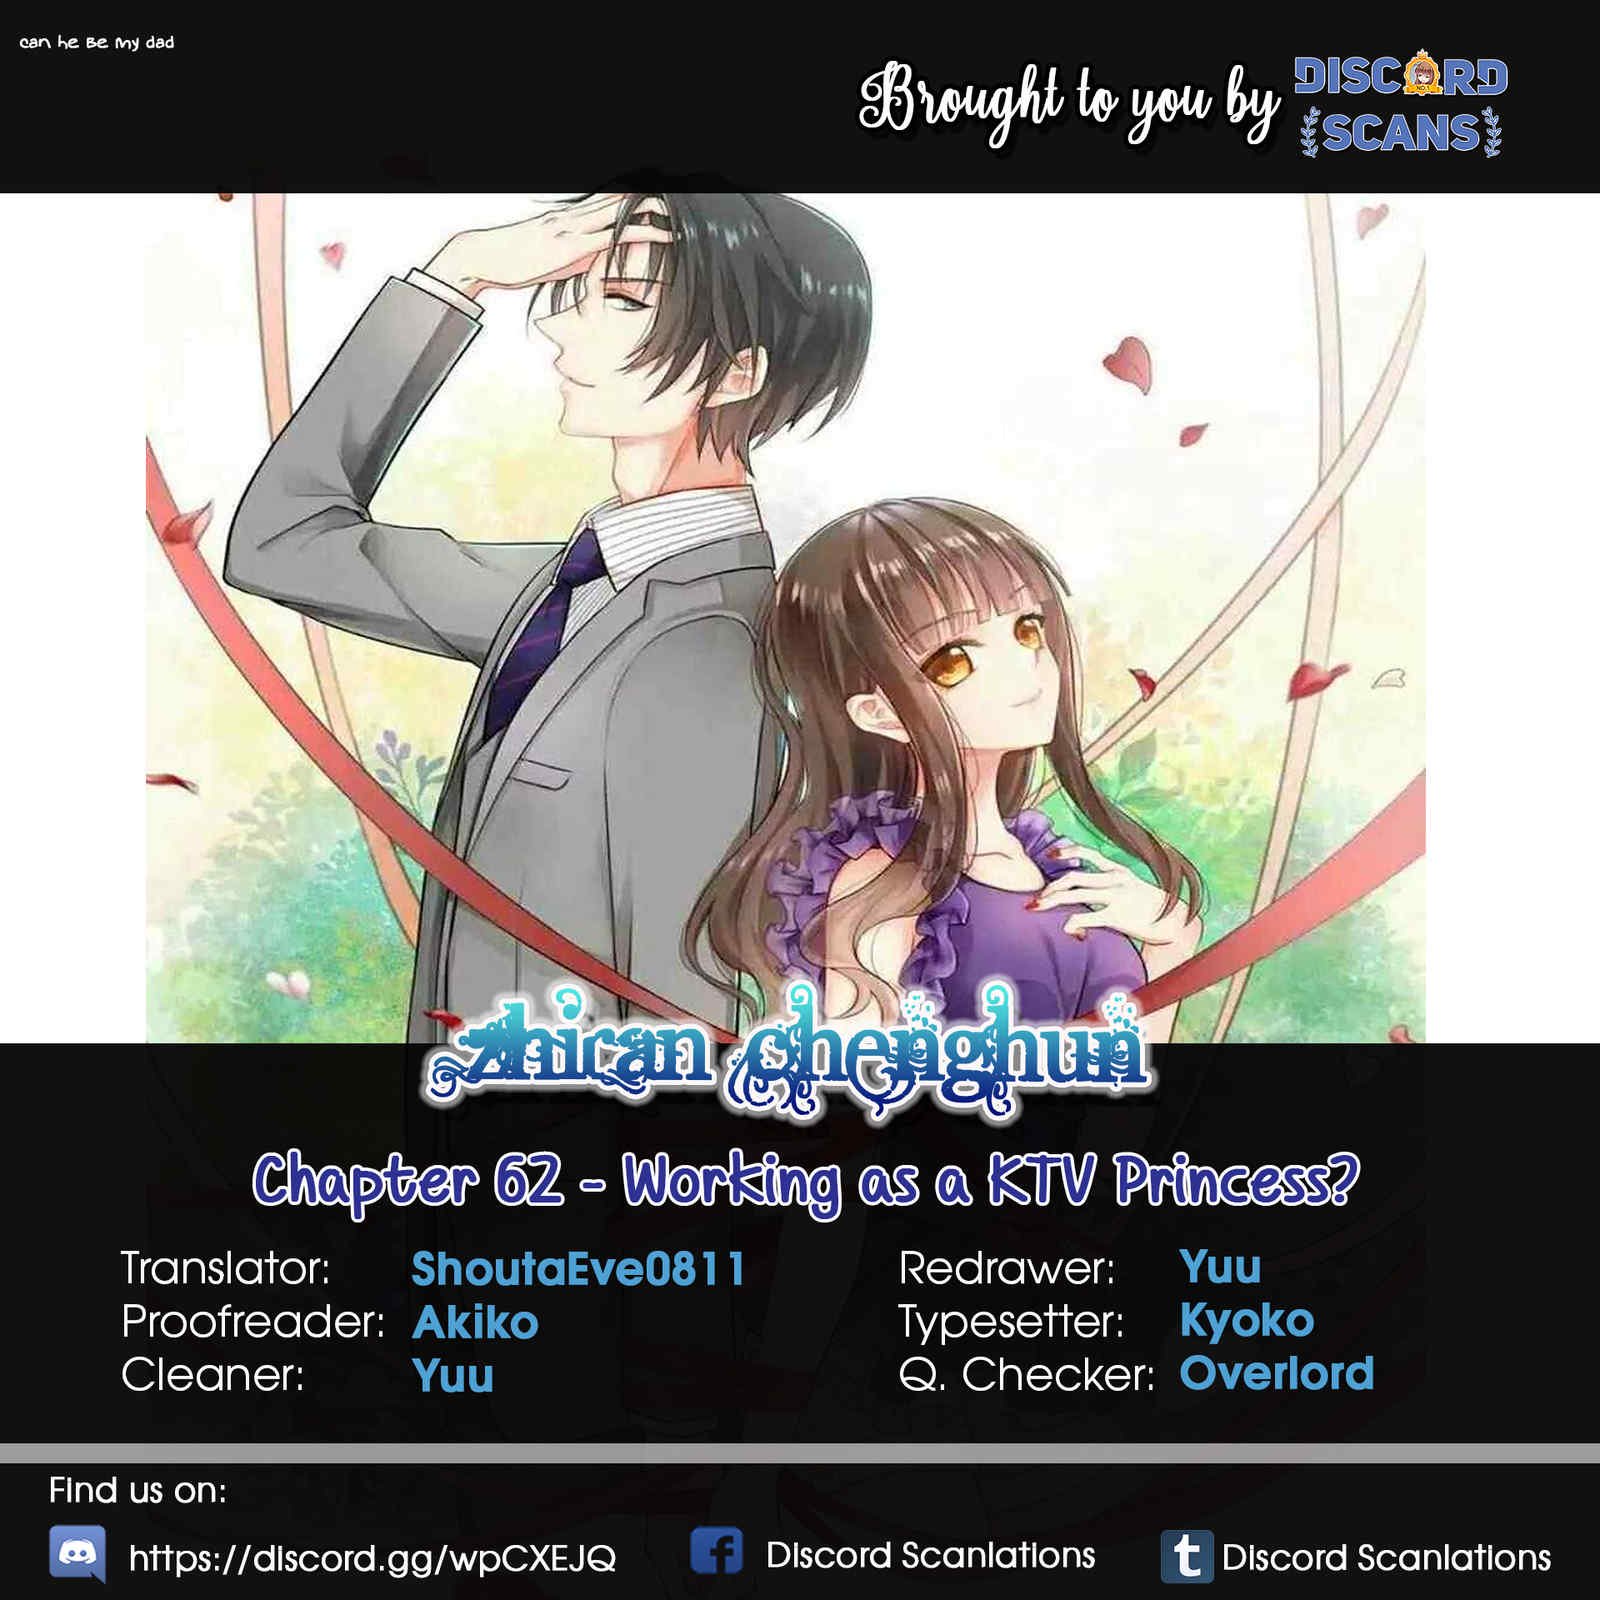 can he be my dad
Brought to you by DISCORD SCANS
NO.1
zhican chenghun
Chapter 62 - Working as a KTV Princess?
Translator: ShoutaEve0811
Proofreader: Akiko
Cleaner: Yuu
Redrawer: Yuu
Typesetter: Kyoko
Q. Checker: Overlord
Find us on:
https://discord.gg/wpCXEJQ
Discord Scanlations
Discord Scanlations